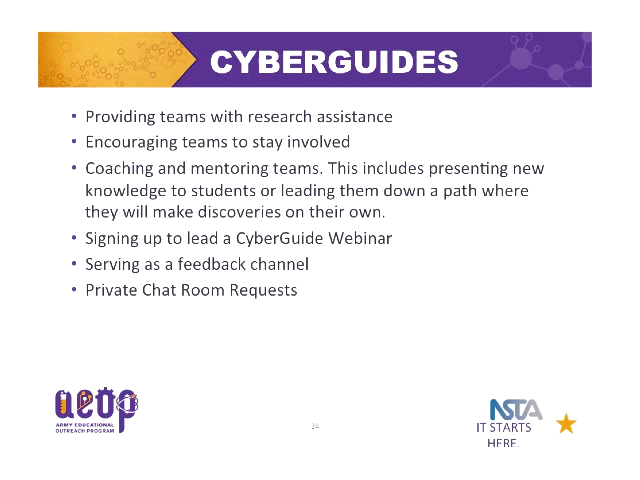 CYBERGUIDES
• Providing teams with research assistance
• Encouraging teams to stay involved
• Coaching and mentoring teams. This includes presenting new
knowledge to students or leading them down a path where
they will make discoveries on their own.
• Signing up to lead a CyberGuide Webinar
• Serving as a feedback channel
• Private Chat Room Requests
aeop
ARMY EDUCATIONAL
OUTREACH PROGRAM
34
NSTA
IT STARTS
HERE.